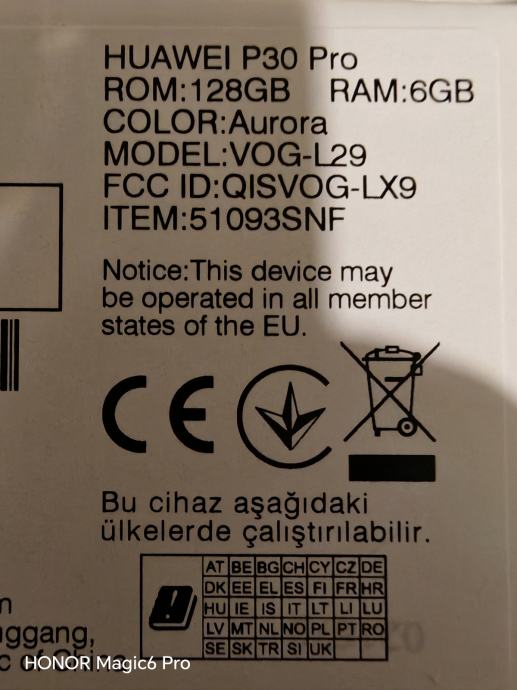 HUAWEI P30 Pro
ROM:128GB RAM:6GB
COLOR:Aurora
MODEL:VOG-L29
FCC ID:QISVOG-LX9
ITEM:51093SNF
Notice:This device may
be operated in all member
states of the EU.
CE
Bu cihaz aşağıdaki
ülkelerde çalıştırılabilir.
AT BE BG CH CY CZ DE
DK EE EL ES FI FR HR
HU IE IS IT LT LI LU
LV MT NL NO PL PT RO
SE SK TR SI UK
nggang,
HONOR Magic6 Pro